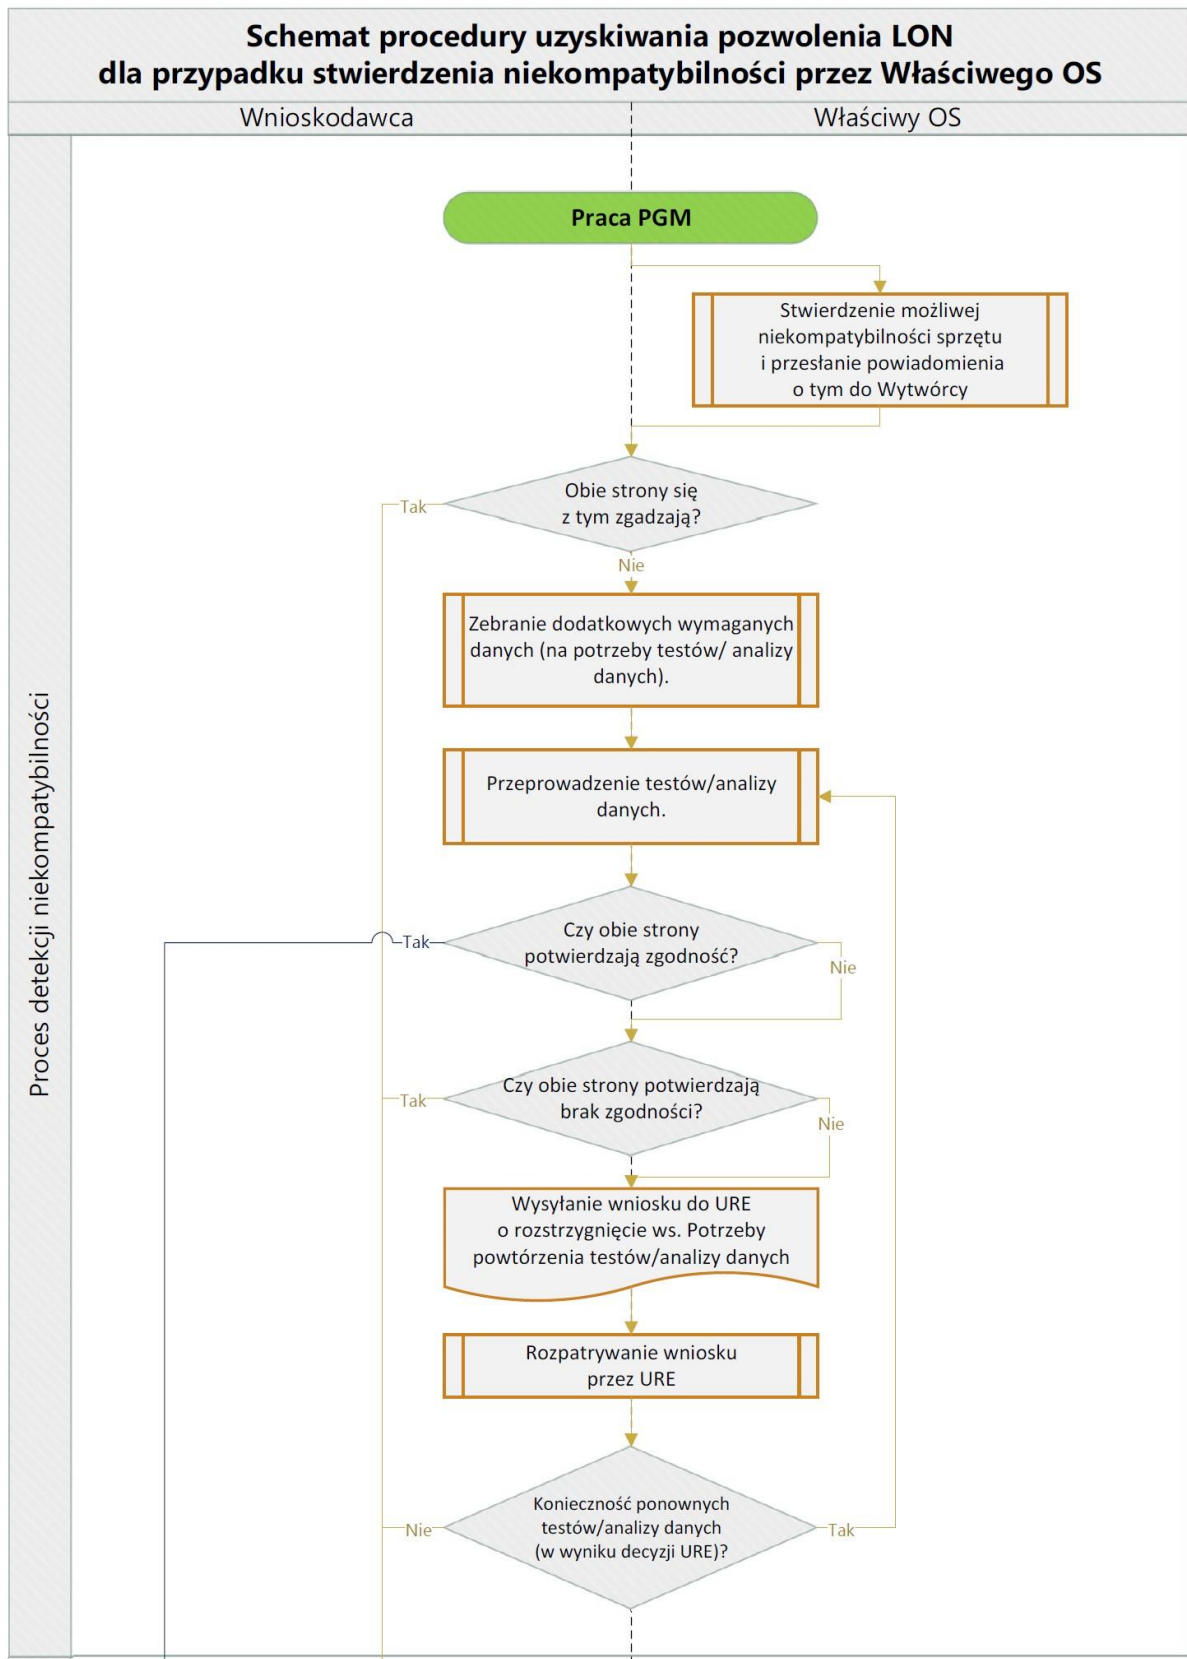 Schemat procedury uzyskiwania pozwolenia LON
dla przypadku stwierdzenia niekompatybilności przez Właściwego OS
Wnioskodawca
Właściwy OS
Proces detekcji niekompatybilności
Praca PGM
Stwierdzenie możliwej
niekompatybilności sprzętu
i przesłanie powiadomienia
o tym do Wytwórcy
Obie strony się
z tym zgadzają?
Tak
Nie
Zebranie dodatkowych wymaganych
danych (na potrzeby testów/ analizy
danych).
Przeprowadzenie testów/analizy
danych.
Czy obie strony
potwierdzają zgodność?
Tak
Nie
Czy obie strony potwierdzają
brak zgodności?
Tak
Nie
Wysyłanie wniosku do URE
o rozstrzygnięcie ws. Potrzeby
powtórzenia testów/analizy danych
Rozpatrywanie wniosku
przez URE
Konieczność ponownych
testów/analizy danych
(w wyniku decyzji URE)?
Nie
Tak